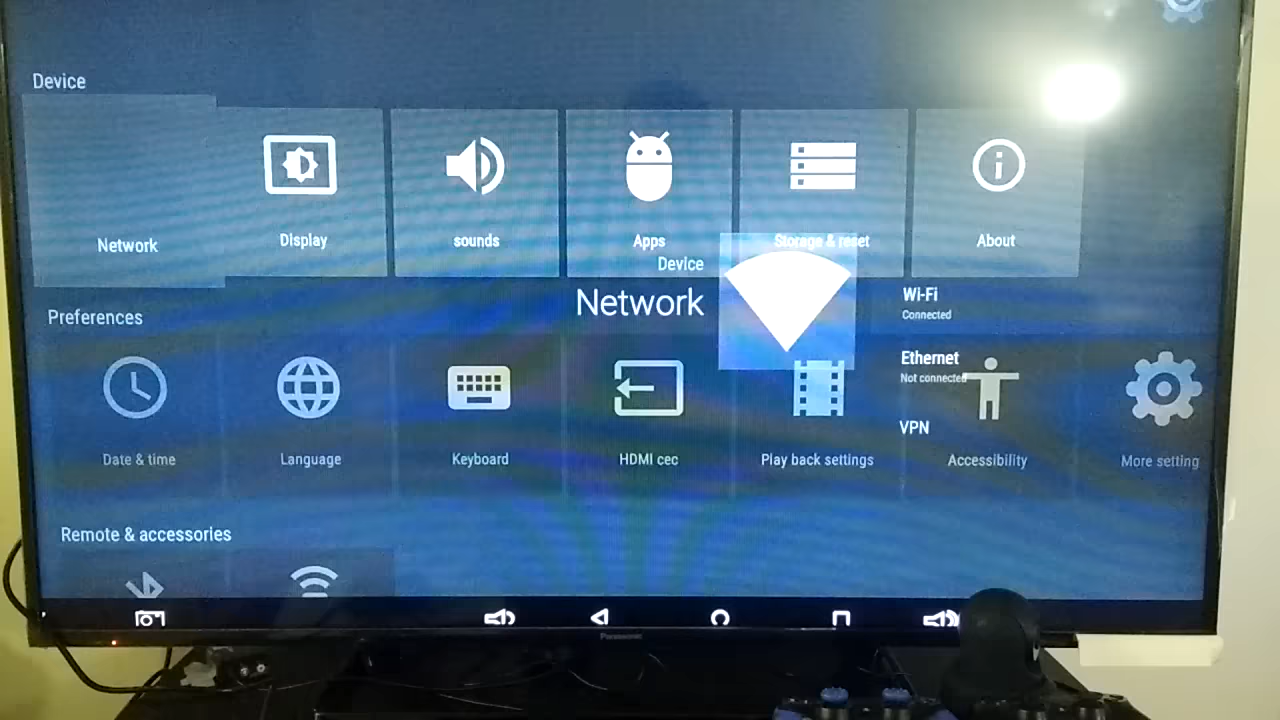 Device
Network
Display
sounds
Apps
Storage & reset
About
Device
Network
Wi-Fi
Connected
Ethernet
Not connected
VPN
Preferences
Date & time
Language
Keyboard
HDMI cec
Play back settings
Accessibility
More setting
Remote & accessories
Panasonic